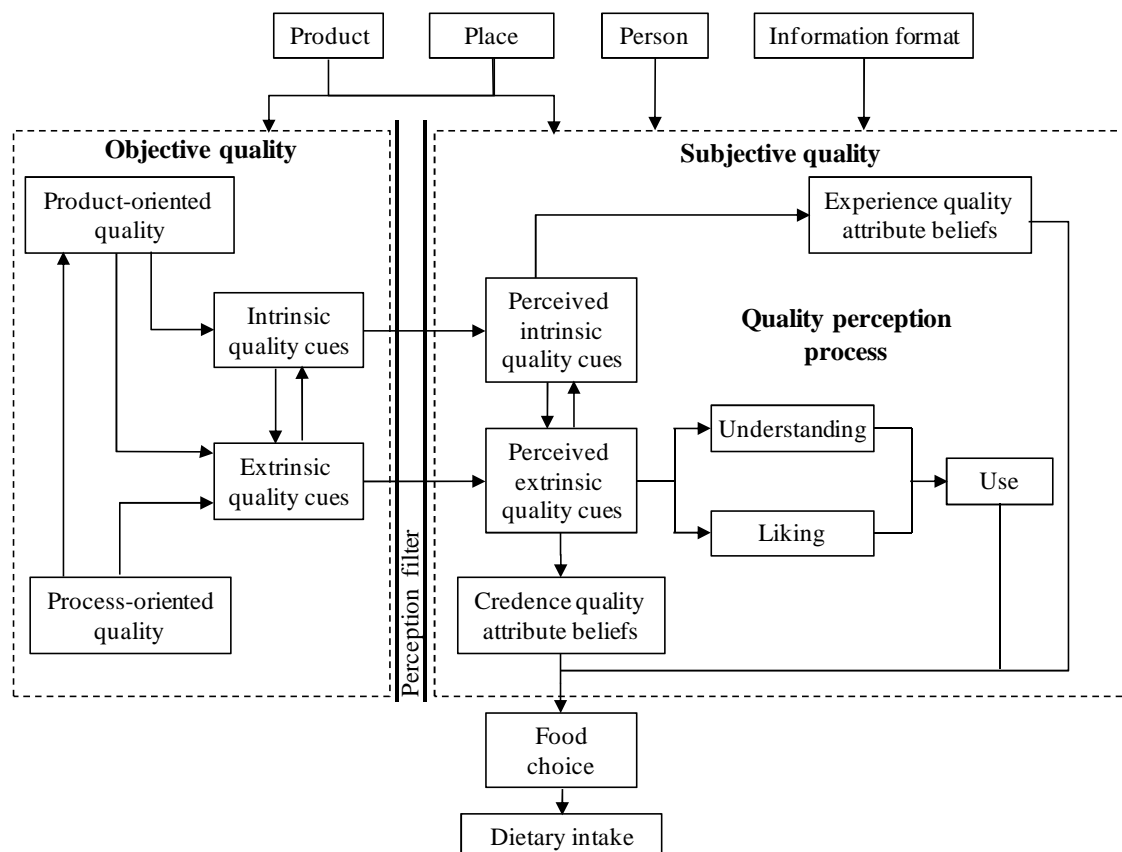 Product
Place
Person
Information format
Objective quality
Subjective quality
Product-oriented
quality
Experience quality
attribute beliefs
Intrinsic
quality cues
Perceived
intrinsic
quality cues
Quality perception
process
Extrinsic
quality cues
Perceived
extrinsic
quality cues
Understanding
Liking
Use
Process-oriented
quality
Perception filter
Credence quality
attribute beliefs
Food
choice
Dietary intake